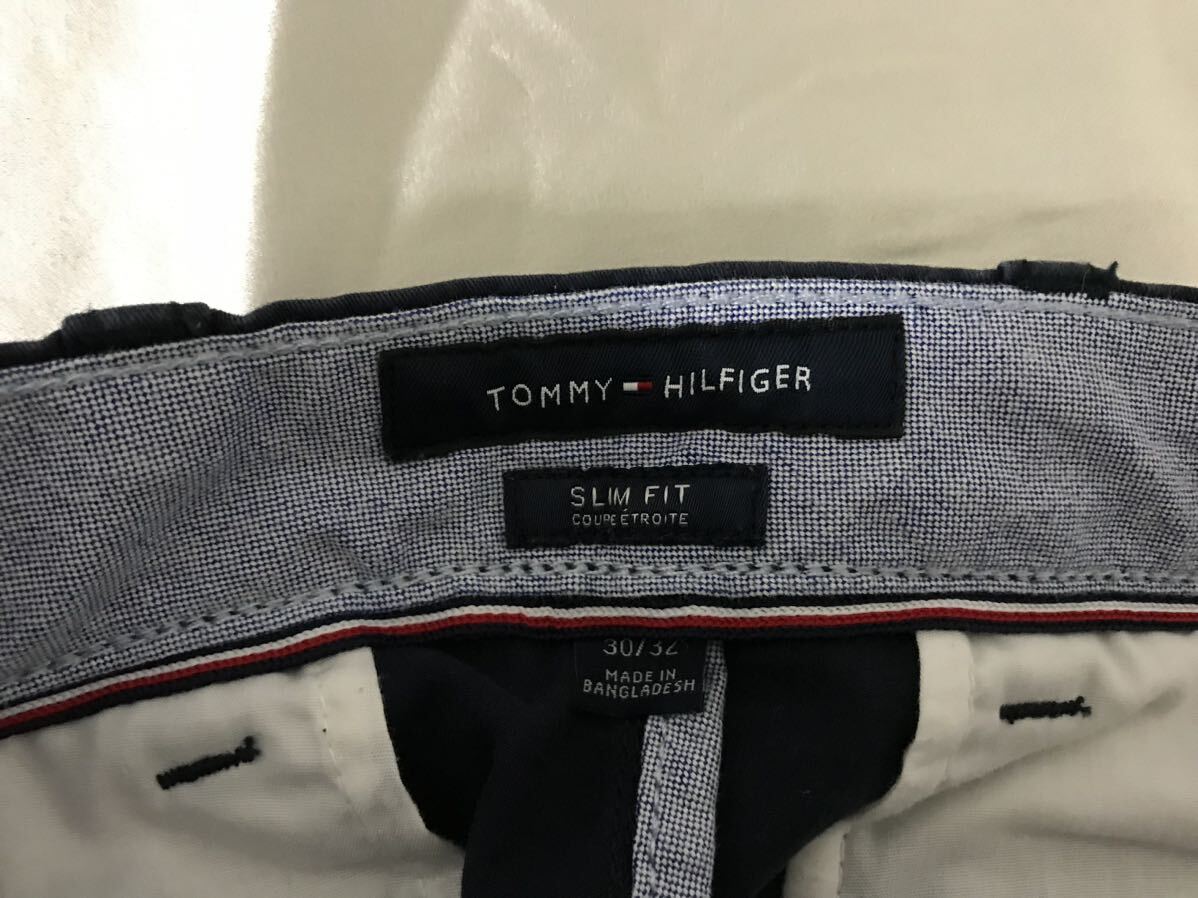 TOMMY HILFIGER
SLIM FIT
COUPE ÉTROITE
30/32
MADE IN
BANGLADESH